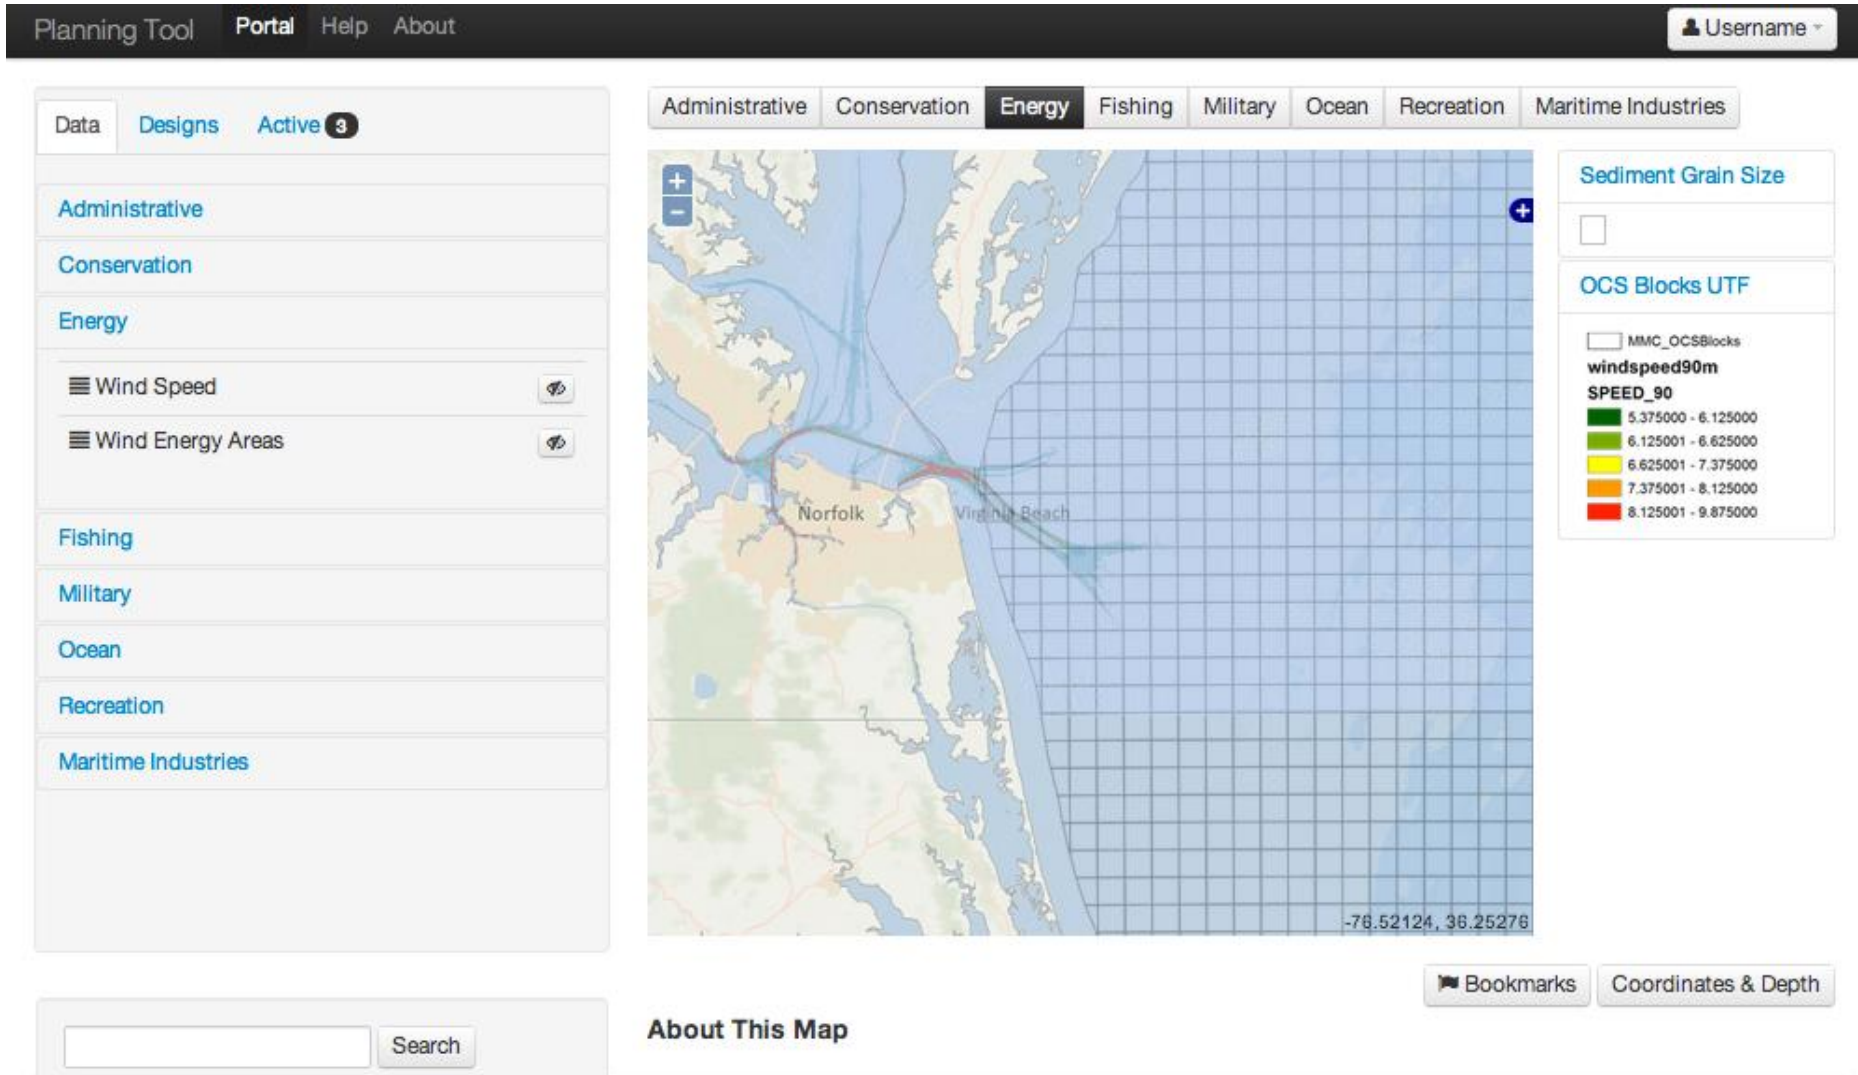 Planning Tool Portal Help About Username
Data Designs Active 3
Administrative
Conservation
Energy
Wind Speed
Wind Energy Areas
Fishing
Military
Ocean
Recreation
Maritime Industries
Search
Administrative Conservation Energy Fishing Military Ocean Recreation Maritime Industries
+
-
Norfolk
Virginia Beach
-76.52124, 36.25276
Sediment Grain Size
OCS Blocks UTF
MMC_OCSBlocks
windspeed90m
SPEED_90
5.375000 - 6.125000
6.125001 - 6.625000
6.625001 - 7.375000
7.375001 - 8.125000
8.125001 - 9.875000
Bookmarks Coordinates & Depth
About This Map